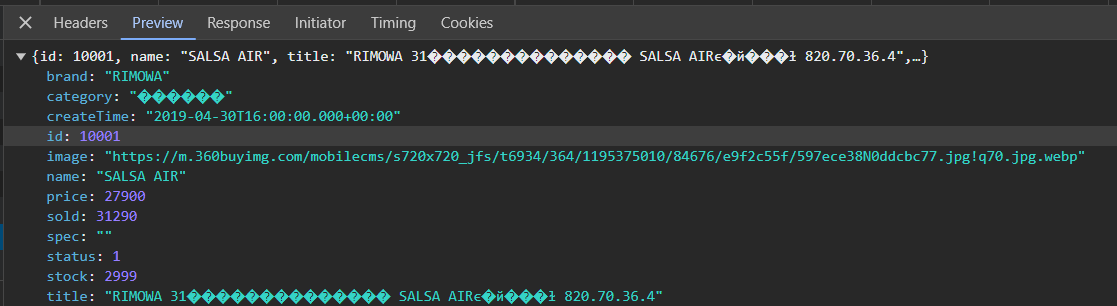 Headers Preview Response Initiator Timing Cookies
{id: 10001, name: "SALSA AIR", title: "RIMOWA 31����������������� SALSA AIRє�й���ɫ 820.70.36.4",…}
brand: "RIMOWA"
category: "������"
createTime: "2019-04-30T16:00:00.000+00:00"
id: 10001
image: "https://m.360buyimg.com/mobilecms/s720x720_jfs/t6934/364/1195375010/84676/e9f2c55f/597ece38N0ddcbc77.jpg!q70.jpg.webp"
name: "SALSA AIR"
price: 27900
sold: 31290
spec: ""
status: 1
stock: 2999
title: "RIMOWA 31����������������� SALSA AIRє�й���ɫ 820.70.36.4"